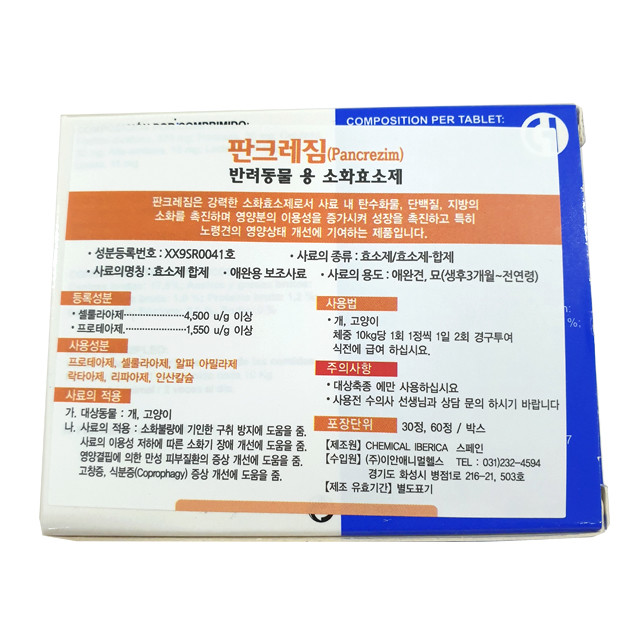 COMPOSITION PER TABLET:
판크레짐(Pancrezim)
반려동물 용 소화효소제
판크레짐은 강력한 소화효소제로서 사료 내 탄수화물, 단백질, 지방의
소화를 촉진하며 영양분의 이용성을 증가시켜 성장을 촉진하고 특히
노령견의 영양상태 개선에 기여하는 제품입니다.
• 성분등록번호 : XX9SR0041호 • 사료의 종류 : 효소제/효소제-합제
• 사료의명칭 : 효소제 합제 • 애완용 보조사료 • 사료의 용도 : 애완견, 묘(생후3개월~전연령)
등록성분
• 셀룰라아제------------------------4,500 u/g 이상
• 프로테아제.------------------------1,550 u/g 이상
사용성분
프로테아제, 셀룰라아제, 알파 아밀라제
락타아제, 리파아제, 인산칼슘
사료의 적용
가. 대상동물 : 개, 고양이
나. 사료의 적용 : 소화불량에 기인한 구취 방지에 도움을 줌.
사료의 이용성 저하에 따른 소화기 장애 개선에 도움을 줌.
영양결핍에 의한 만성 피부질환의 증상 개선에 도움을 줌.
고창증, 식분증(Coprophagy) 증상 개선에 도움을 줌.
사용법
• 개, 고양이
체중 10kg당 1회 1정씩 1일 2회 경구투여
식전에 급여 하십시요.
주의사항
• 대상축종 에만 사용하십시요
• 사용전 수의사 선생님과 상담 문의 하시기 바랍니다
포장단위 30정, 60정 / 박스
[제조원] CHEMICAL IBERICA 스페인
[수입원] (주)이안애니멀헬스 TEL : 031)232-4594
경기도 화성시 병점1로 216-21, 503호
[제조 유효기간] 별도표기